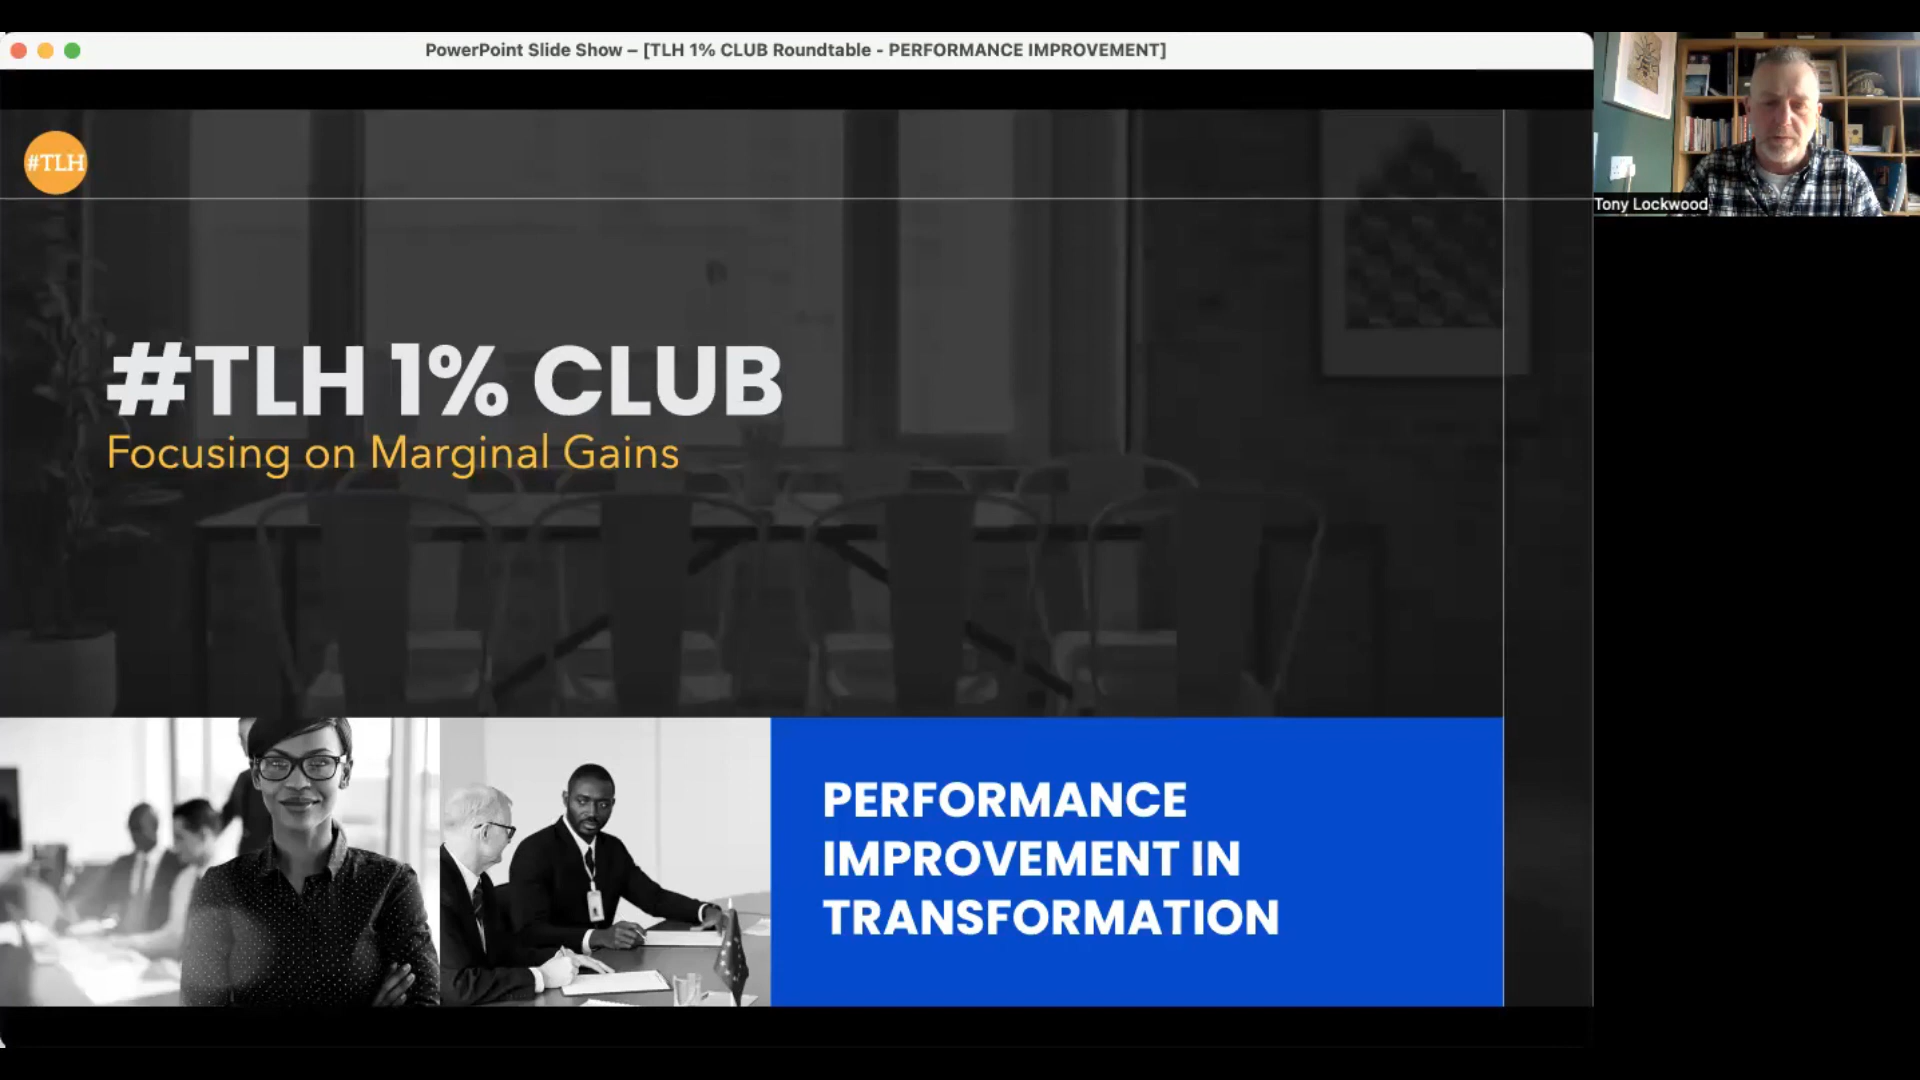 PowerPoint Slide Show – [TLH 1% CLUB Roundtable - PERFORMANCE IMPROVEMENT]
#TLH
Tony Lockwood
#TLH 1% CLUB
Focusing on Marginal Gains
PERFORMANCE
IMPROVEMENT IN
TRANSFORMATION